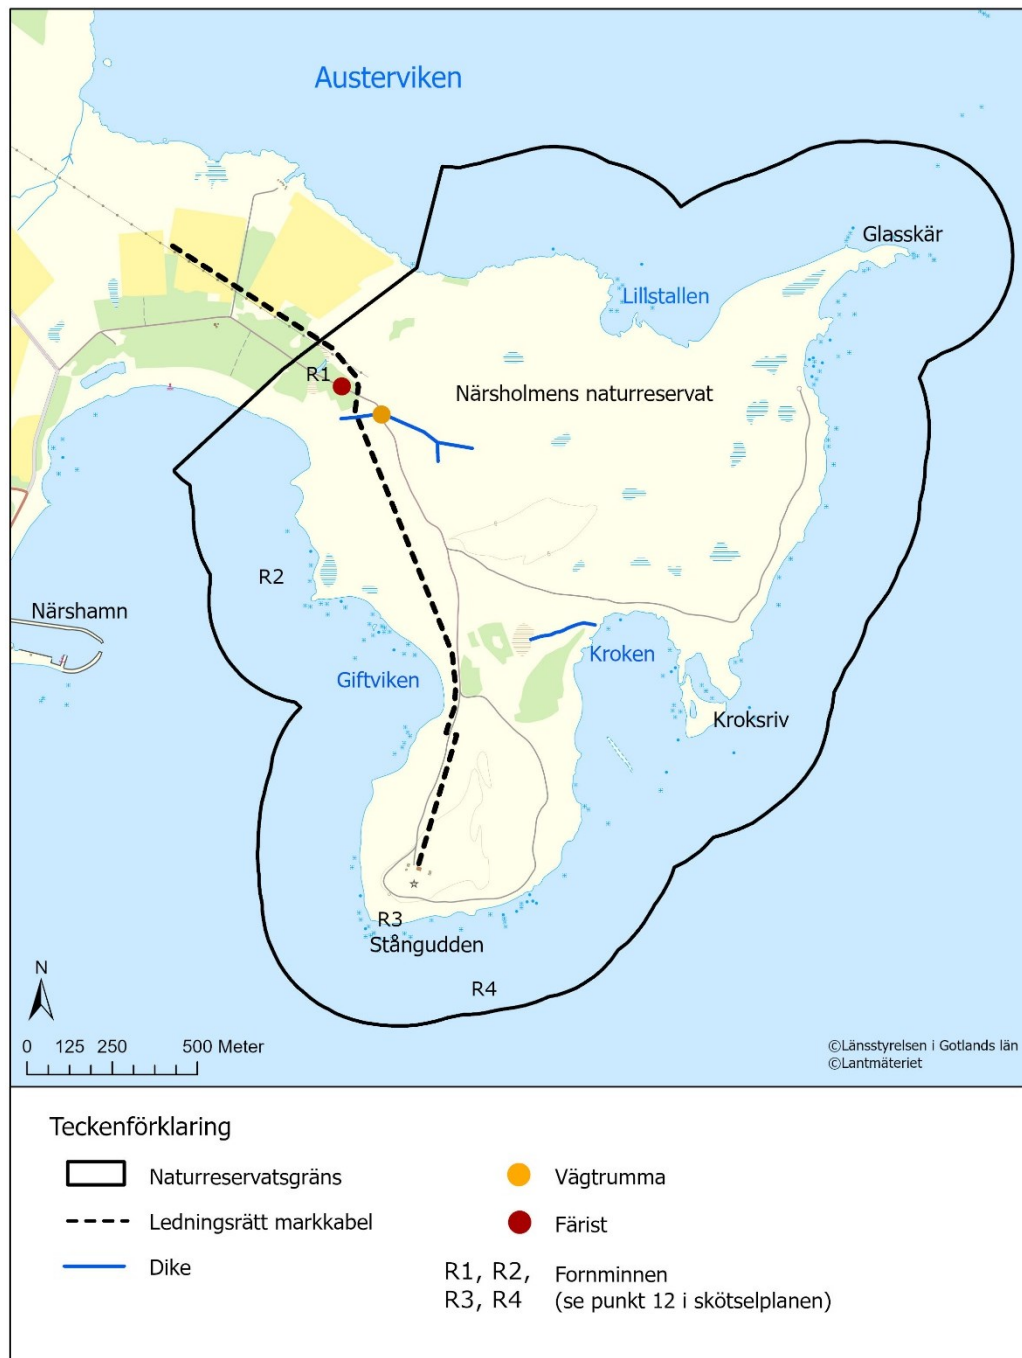 Austerviken
Glasskär
Lillstallen
R1
Närsholmens naturreservat
R2
Närshamn
Giftviken
Kroken
Kroksriv
R3
Stångudden
R4
N
0 125 250 500 Meter
©Länsstyrelsen i Gotlands län
©Lantmäteriet
Teckenförklaring
Naturreservatsgräns
Ledningsrätt markkabel
Dike
Vägtrumma
Färist
R1, R2, Fornminnen
R3, R4 (se punkt 12 i skötselplanen)